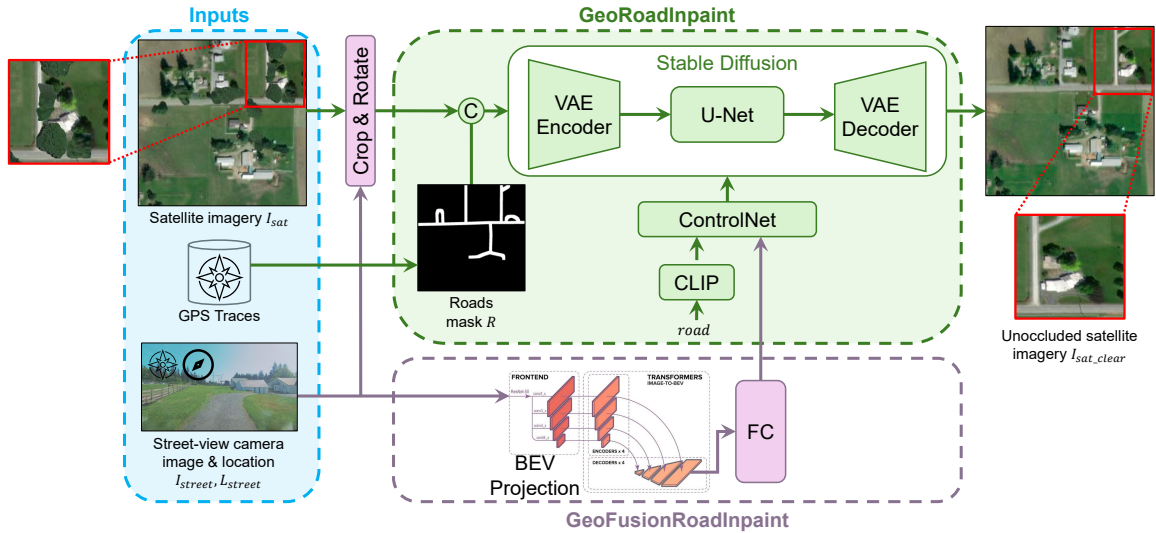 Inputs
GeoRoadInpaint
Crop & Rotate
C
Stable Diffusion
VAE
Encoder
U-Net
VAE
Decoder
Satellite imagery I_sat
ControlNet
CLIP
road
GPS Traces
Roads
mask R
Unoccluded satellite
imagery I_sat_clear
Street-view camera
image & location
I_street, L_street
FRONTEND
TRANSFORMERS
IMAGE-TO-BEV
ENCODERS x 4
DECODERS x 4
BEV
Projection
FC
GeoFusionRoadInpaint